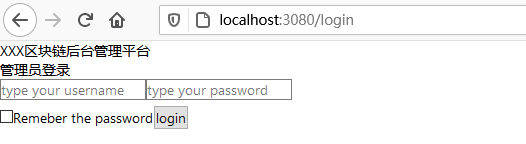 localhost:3080/login
XXX区块链后台管理平台
管理员登录
type your username type your password
Remeber the password login